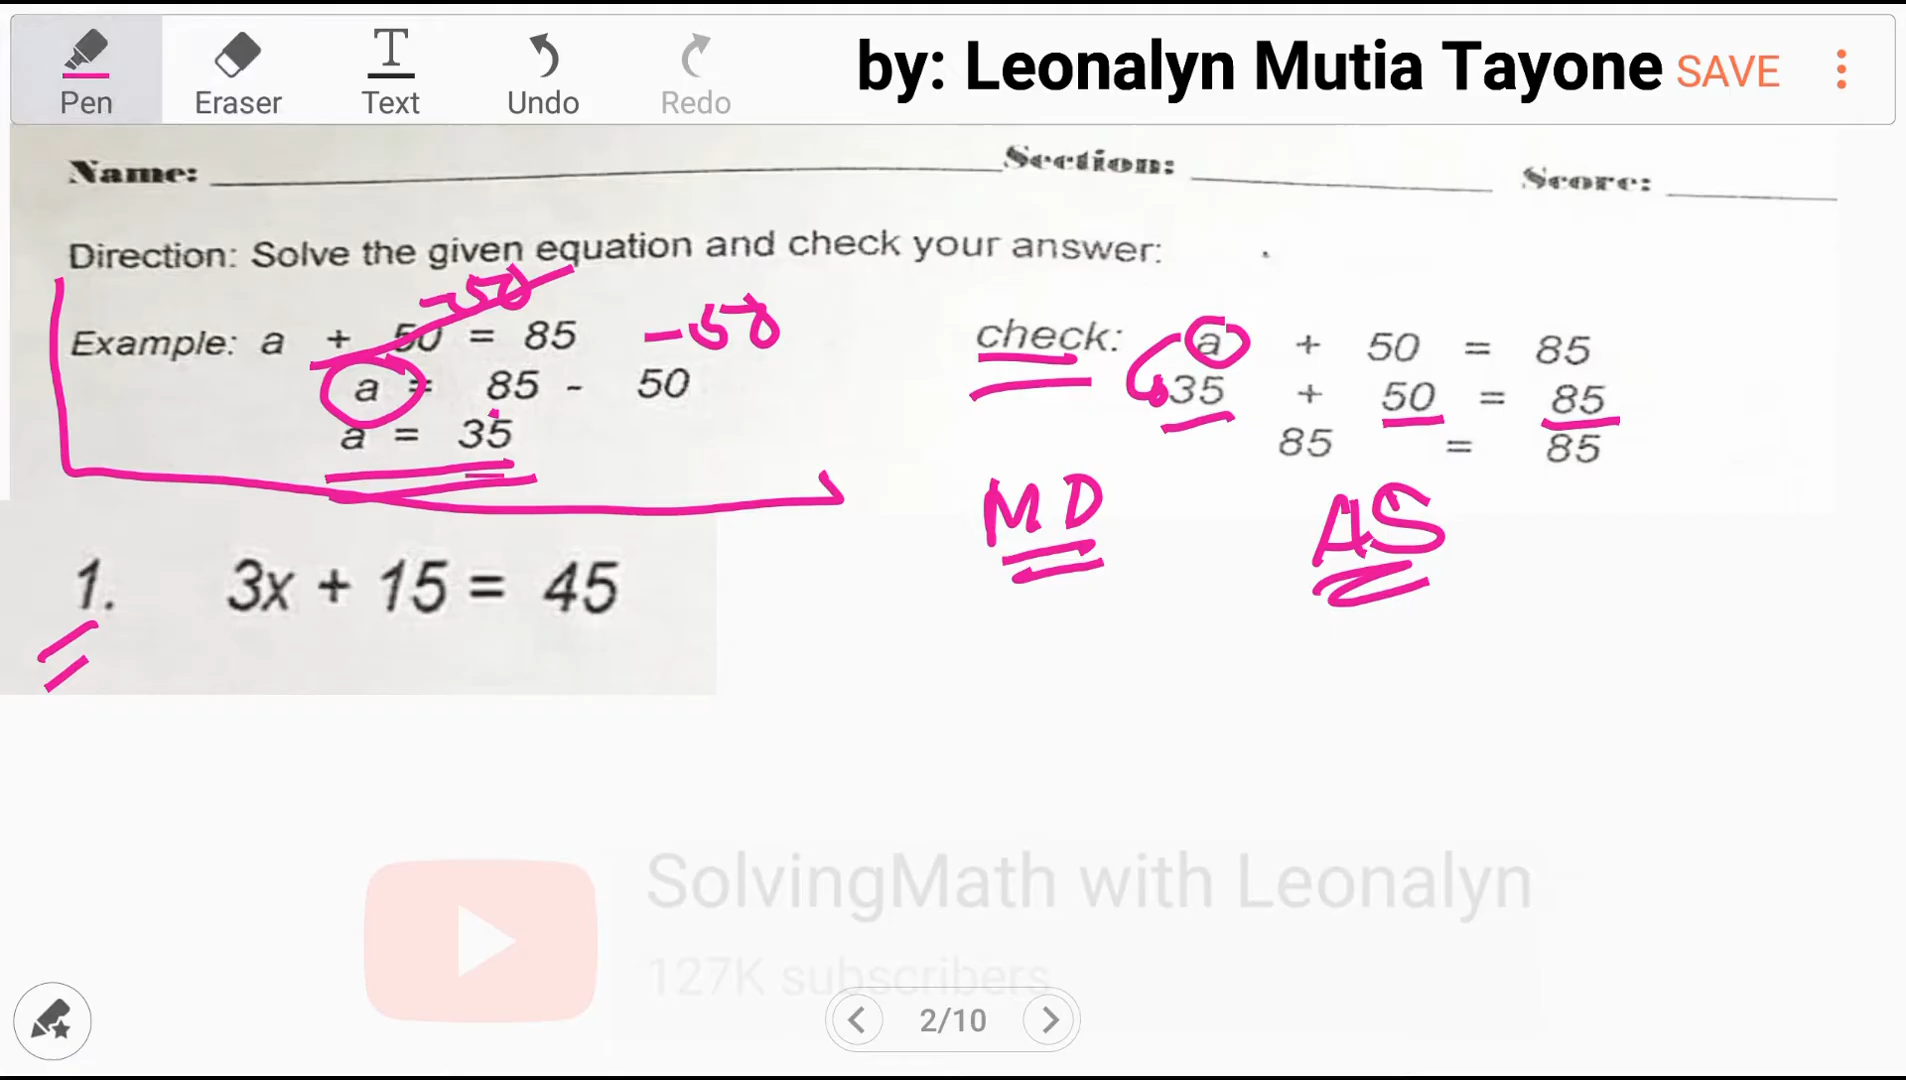 Pen Eraser Text Undo Redo by: Leonalyn Mutia Tayone SAVE
Name: Section: Score:
Direction: Solve the given equation and check your answer:
-50
Example: a + 50 = 85 -50
a = 85 - 50
a = 35
check: a + 50 = 85
35 + 50 = 85
85 = 85
MD AS
1. 3x + 15 = 45
SolvingMath with Leonalyn
127K subscribers
2/10